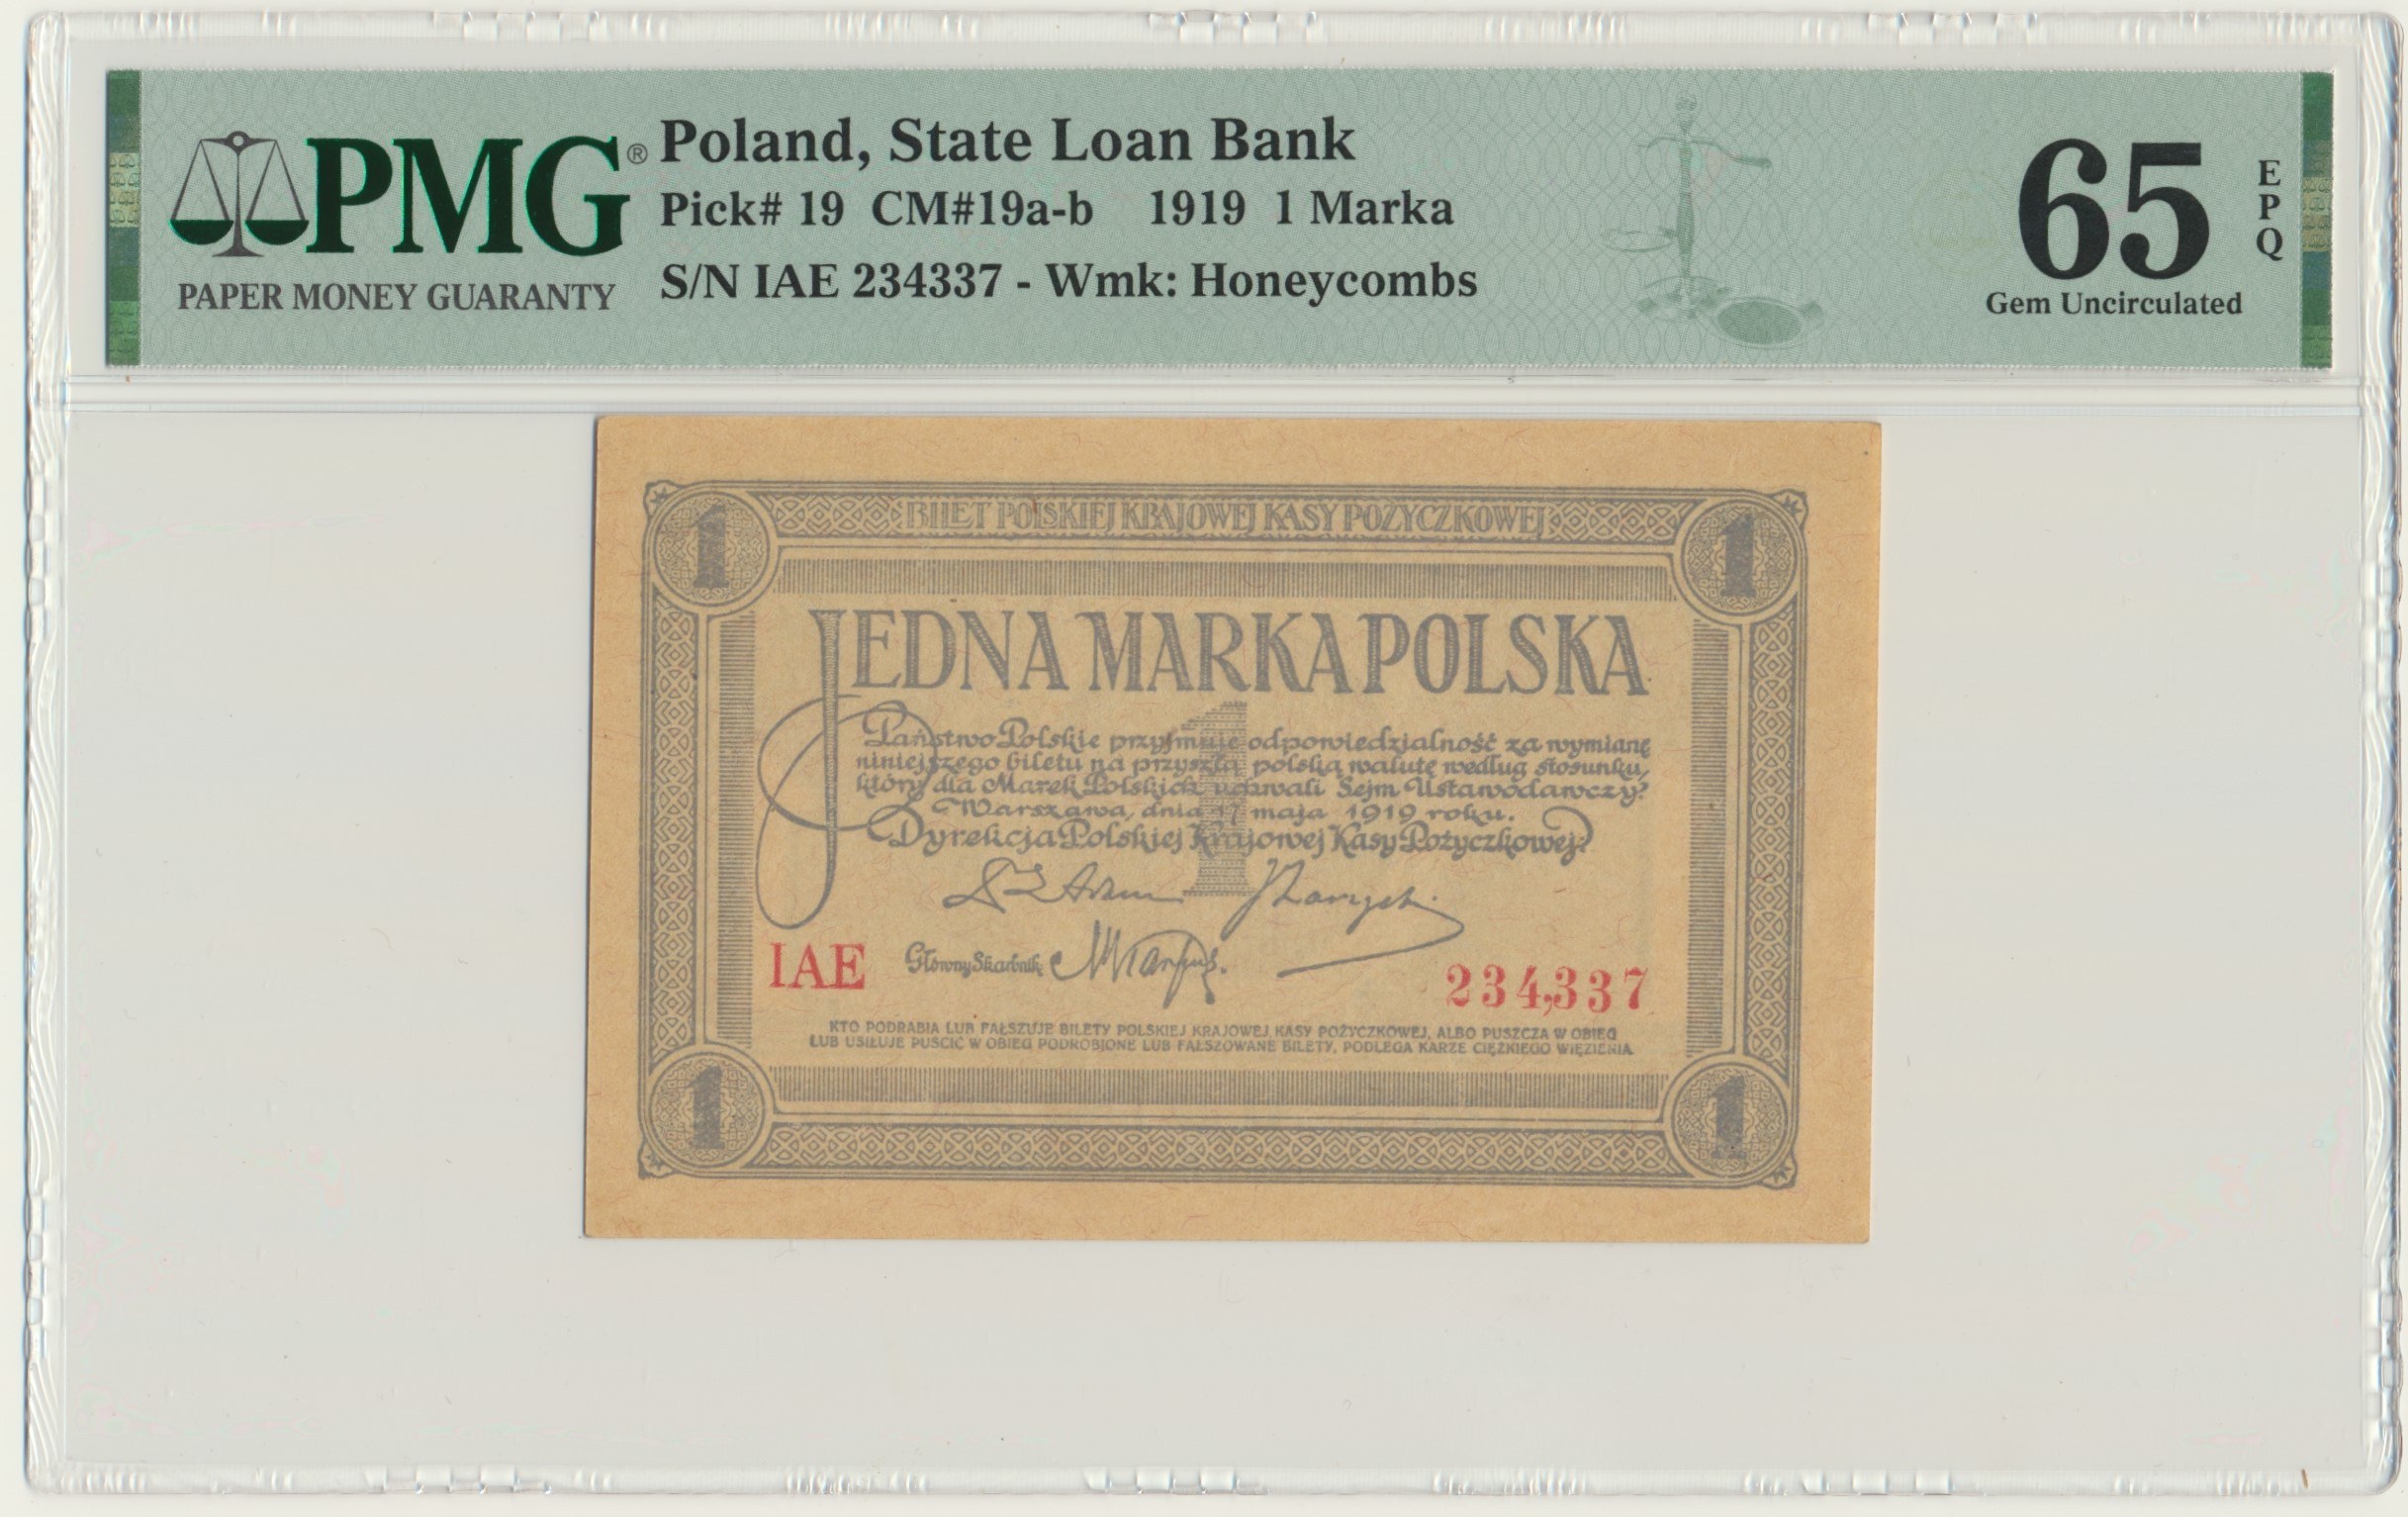 PMG®
PAPER MONEY GUARANTY
Poland, State Loan Bank
Pick# 19 CM#19a-b 1919 1 Marka
S/N IAE 234337 - Wmk: Honeycombs
65
EPQ
Gem Uncirculated
1 BILET POLSKIEJ KRAJOWEJ KASY POŻYCZKOWEJ 1
JEDNA MARKA POLSKA
1
Państwo Polskie przyjmuje odpowiedzialność za wymianę
niniejszego biletu na przyszłą polską walutę według stosunku,
który dla Marek Polskich uchwali Sejm Ustawodawczy.
Warszawa, dnia 17 maja 1919 roku.
Dyrekcja Polskiej Krajowej Kasy Pożyczkowej:
IAE Główny Skarbnik: 234,337
KTO PODRABIA LUB FAŁSZUJE BILETY POLSKIEJ KRAJOWEJ KASY POŻYCZKOWEJ, ALBO PUSZCZA W OBIEG
LUB USIŁUJE PUŚCIĆ W OBIEG PODROBIONE LUB FAŁSZOWANE BILETY, PODLEGA KARZE CIĘŻKIEGO WIĘZIENIA
1 1